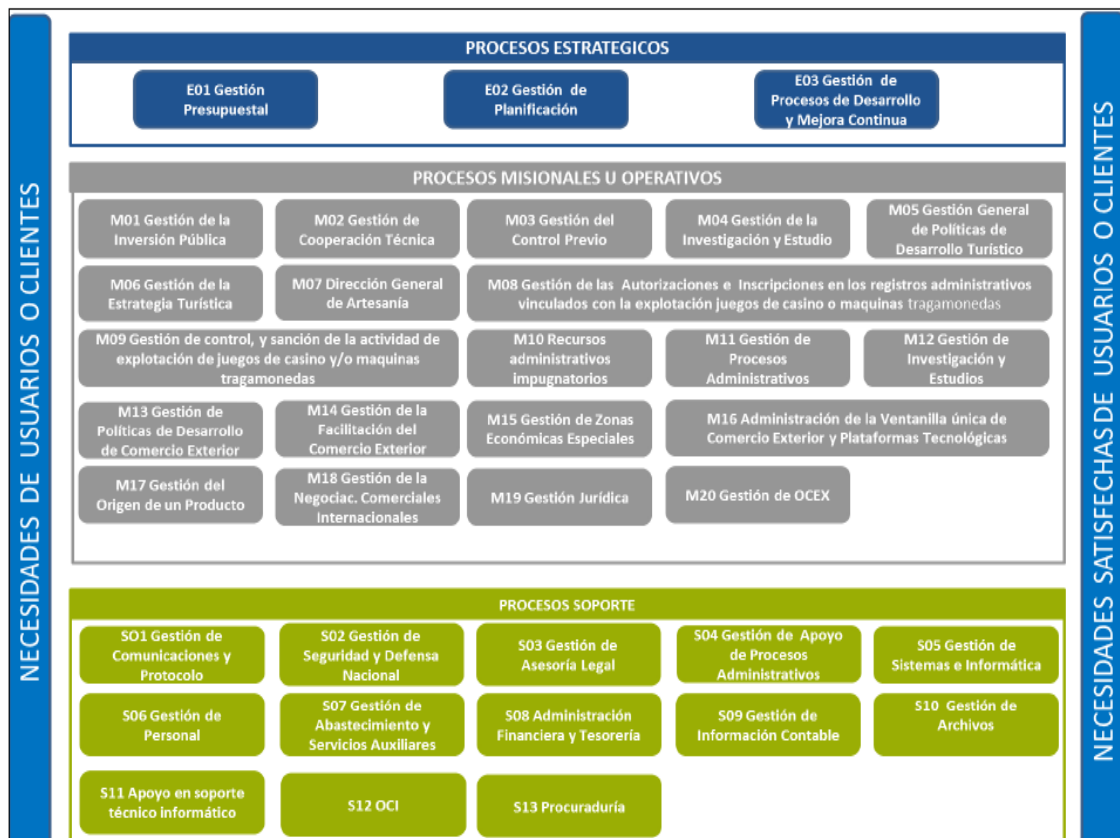 NECESIDADES DE USUARIOS O CLIENTES
PROCESOS ESTRATEGICOS
E01 Gestión
Presupuestal
E02 Gestión de
Planificación
E03 Gestión de
Procesos de Desarrollo
y Mejora Continua
PROCESOS MISIONALES U OPERATIVOS
M01 Gestión de la
Inversión Pública
M02 Gestión de
Cooperación Técnica
M03 Gestión del
Control Previo
M04 Gestión de la
Investigación y Estudio
M05 Gestión General
de Políticas de
Desarrollo Turístico
M06 Gestión de la
Estrategia Turística
M07 Dirección General
de Artesanía
M08 Gestión de las Autorizaciones e Inscripciones en los registros administrativos
vinculados con la explotación juegos de casino o maquinas tragamonedas
M09 Gestión de control, y sanción de la actividad de
explotación de juegos de casino y/o maquinas
tragamonedas
M10 Recursos
administrativos
impugnatorios
M11 Gestión de
Procesos
Administrativos
M12 Gestión de
Investigación y
Estudios
M13 Gestión de
Políticas de Desarrollo
de Comercio Exterior
M14 Gestión de la
Facilitación del
Comercio Exterior
M15 Gestión de Zonas
Económicas Especiales
M16 Administración de la Ventanilla única de
Comercio Exterior y Plataformas Tecnológicas
M17 Gestión del
Origen de un Producto
M18 Gestión de la
Negociac. Comerciales
Internacionales
M19 Gestión Jurídica
M20 Gestión de OCEX
PROCESOS SOPORTE
SO1 Gestión de
Comunicaciones y
Protocolo
S02 Gestión de
Seguridad y Defensa
Nacional
S03 Gestión de
Asesoría Legal
S04 Gestión de Apoyo
de Procesos
Administrativos
S05 Gestión de
Sistemas e Informática
S06 Gestión de
Personal
S07 Gestión de
Abastecimiento y
Servicios Auxiliares
S08 Administración
Financiera y Tesorería
S09 Gestión de
Información Contable
S10 Gestión de
Archivos
S11 Apoyo en soporte
técnico informático
S12 OCI
S13 Procuraduría
NECESIDADES SATISFECHAS DE USUARIOS O CLIENTES